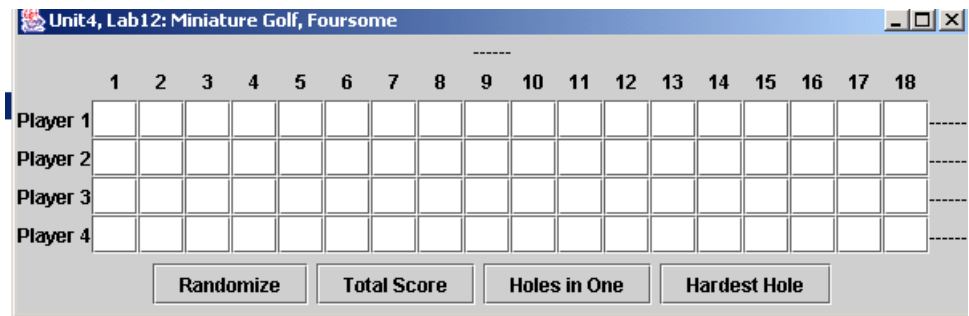 Unit4, Lab12: Miniature Golf, Foursome
------
1 2 3 4 5 6 7 8 9 10 11 12 13 14 15 16 17 18
Player 1 ------
Player 2 ------
Player 3 ------
Player 4 ------
Randomize Total Score Holes in One Hardest Hole